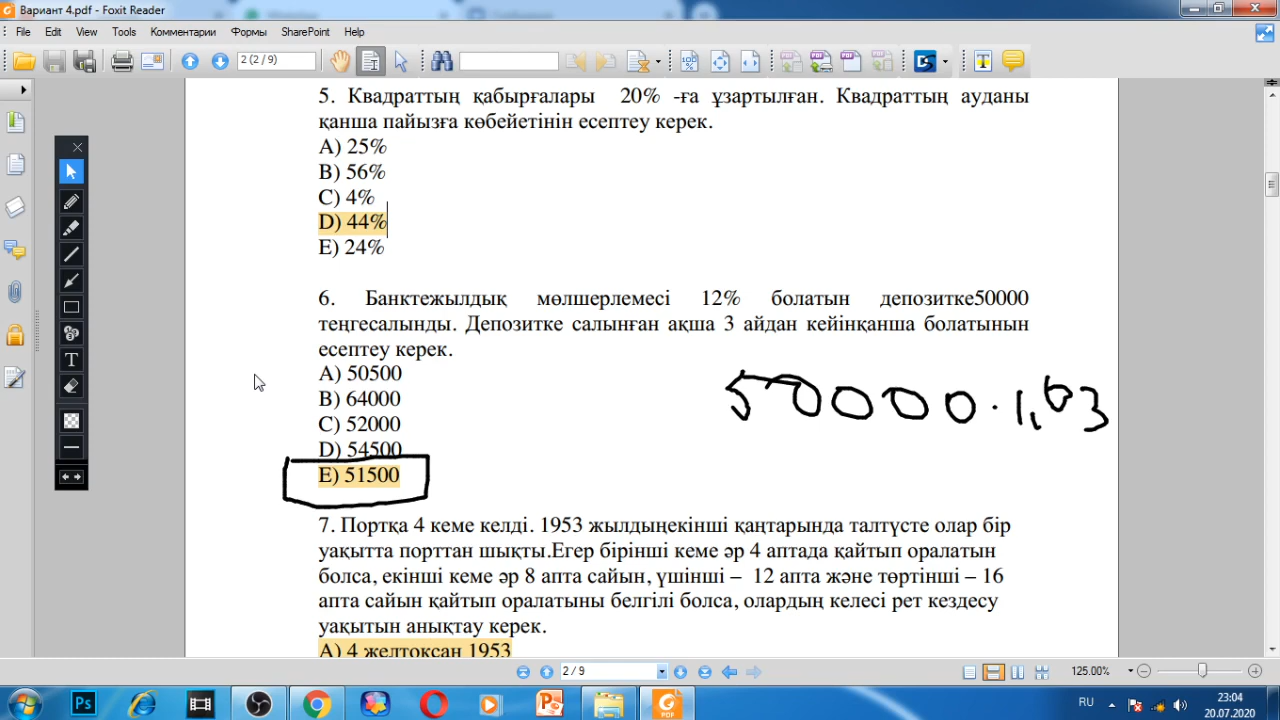 Вариант 4.pdf - Foxit Reader
File Edit View Tools Комментарии Формы SharePoint Help
2 (2 / 9)
5. Квадраттың қабырғалары 20% -ға ұзартылған. Квадраттың ауданы
қанша пайызға көбейетінін есептеу керек.
A) 25%
B) 56%
C) 4%
D) 44%
E) 24%
6. Банктежылдық мөлшерлемесі 12% болатын депозитке50000
теңгесалынды. Депозитке салынған ақша 3 айдан кейінқанша болатынын
есептеу керек.
A) 50500
B) 64000
C) 52000
D) 54500
E) 51500
50000·1,03
7. Портқа 4 кеме келді. 1953 жылдыңекінші қаңтарында талтүсте олар бір
уақытта порттан шықты.Егер бірінші кеме әр 4 аптада қайтып оралатын
болса, екінші кеме әр 8 апта сайын, үшінші – 12 апта және төртінші – 16
апта сайын қайтып оралатыны белгілі болса, олардың келесі рет кездесу
уақытын анықтау керек.
A) 4 желтоқсан 1953
2 / 9
125.00%
RU
23:04
20.07.2020